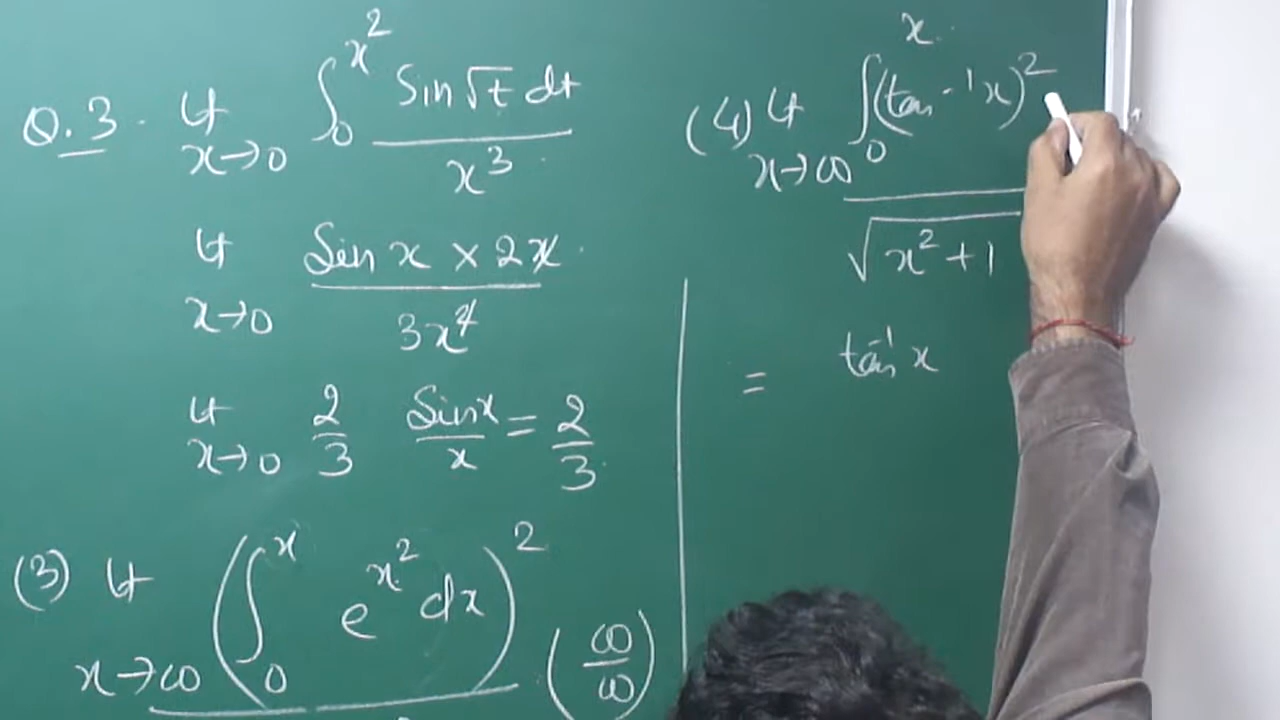 Q.3. Lt x→0 ∫₀^x² Sin√t dt / x³
Lt x→0 Sin x × 2x / 3x²
Lt x→0 2/3 Sinx/x = 2/3
(3) Lt x→∞ (∫₀^x e^x² dx)² (∞/∞)
(4) Lt x→∞ ∫₀^x (tan⁻¹x)² / √x²+1
= tan⁻¹x